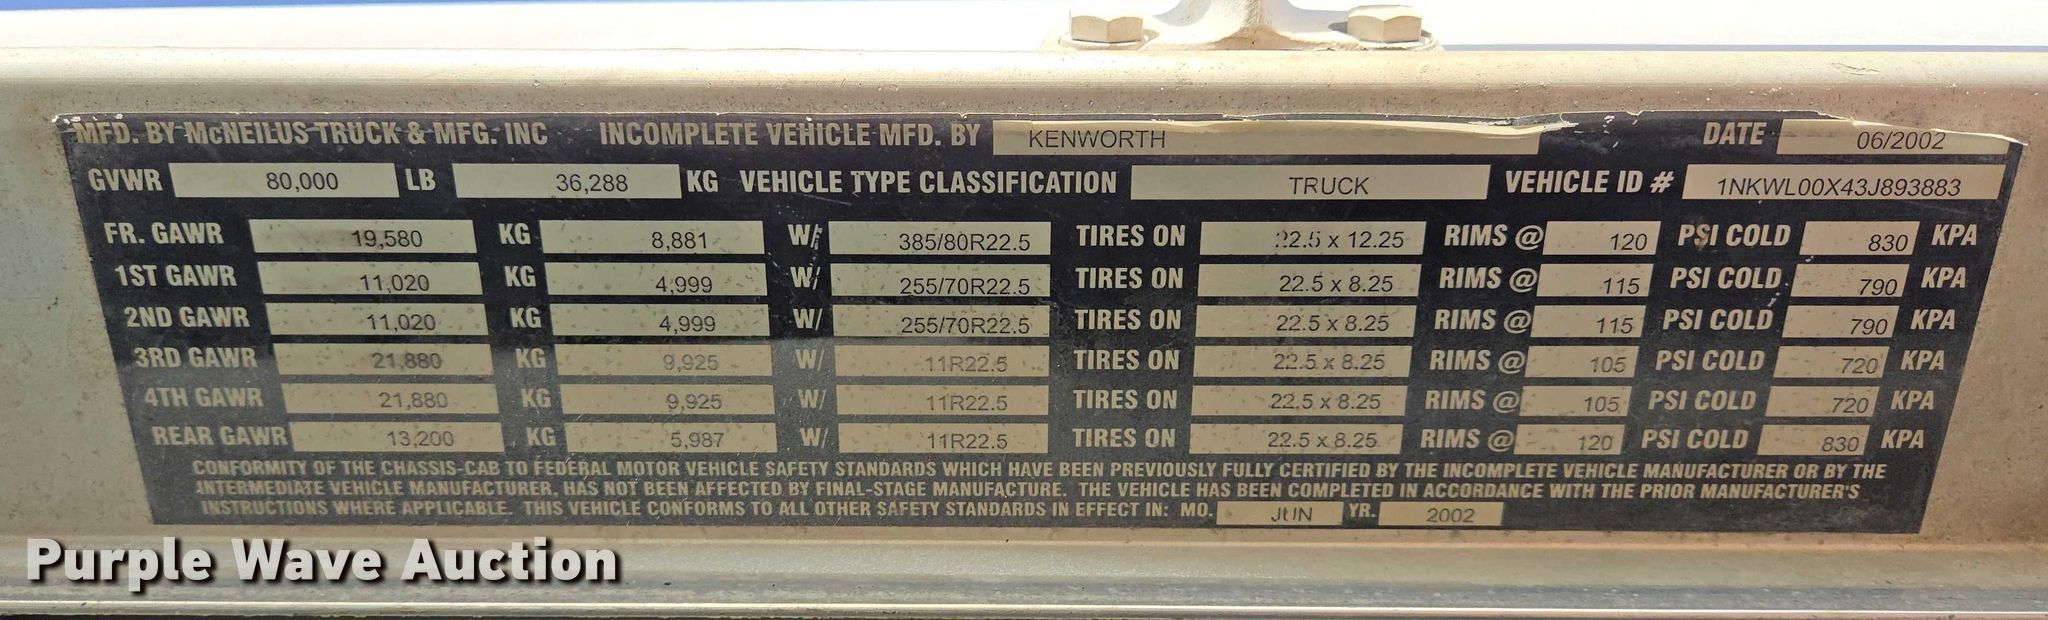 MFD. BY McNEILUS TRUCK & MFG. INC INCOMPLETE VEHICLE MFD. BY KENWORTH DATE 06/2002
GVWR 80,000 LB 36,288 KG VEHICLE TYPE CLASSIFICATION TRUCK VEHICLE ID # 1NKWL00X43J893883
FR. GAWR 19,580 KG 8,881 W/ 385/80R22.5 TIRES ON 22.5 x 12.25 RIMS @ 120 PSI COLD 830 KPA
1ST GAWR 11,020 KG 4,999 W/ 255/70R22.5 TIRES ON 22.5 x 8.25 RIMS @ 115 PSI COLD 790 KPA
2ND GAWR 11,020 KG 4,999 W/ 255/70R22.5 TIRES ON 22.5 x 8.25 RIMS @ 115 PSI COLD 790 KPA
3RD GAWR 21,880 KG 9,925 W/ 11R22.5 TIRES ON 22.5 x 8.25 RIMS @ 105 PSI COLD 720 KPA
4TH GAWR 21,880 KG 9,925 W/ 11R22.5 TIRES ON 22.5 x 8.25 RIMS @ 105 PSI COLD 720 KPA
REAR GAWR 13,200 KG 5,987 W/ 11R22.5 TIRES ON 22.5 x 8.25 RIMS @ 120 PSI COLD 830 KPA
CONFORMITY OF THE CHASSIS-CAB TO FEDERAL MOTOR VEHICLE SAFETY STANDARDS WHICH HAVE BEEN PREVIOUSLY FULLY CERTIFIED BY THE INCOMPLETE VEHICLE MANUFACTURER OR BY THE
INTERMEDIATE VEHICLE MANUFACTURER, HAS NOT BEEN AFFECTED BY FINAL-STAGE MANUFACTURE. THE VEHICLE HAS BEEN COMPLETED IN ACCORDANCE WITH THE PRIOR MANUFACTURER'S
INSTRUCTIONS WHERE APPLICABLE. THIS VEHICLE CONFORMS TO ALL OTHER SAFETY STANDARDS IN EFFECT IN: MO. JUN YR. 2002
Purple Wave Auction